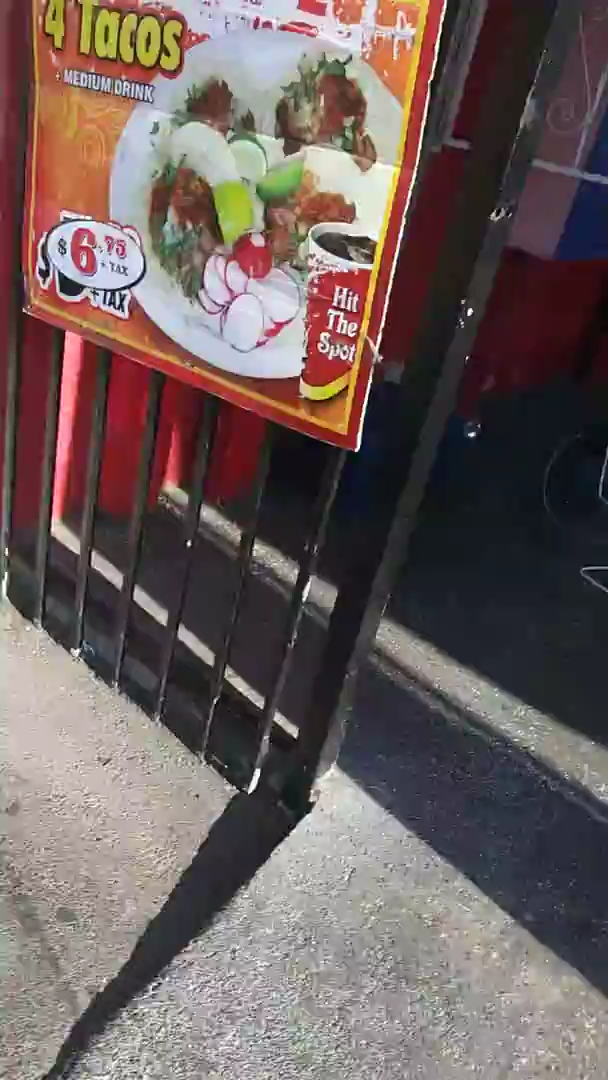 4 Tacos
+ MEDIUM DRINK
$6.75
+ TAX
$
+TAX
Hit
The
Spot